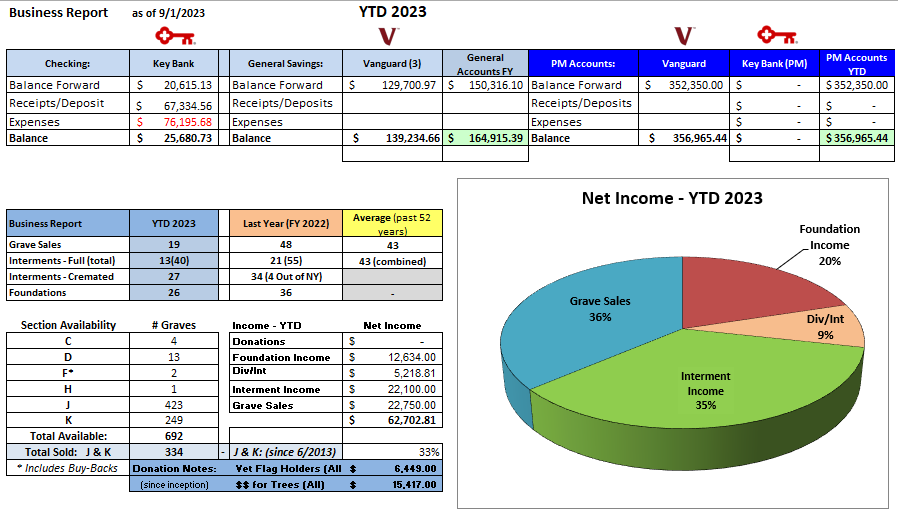 Business Report as of 9/1/2023 YTD 2023
V V
Checking: Key Bank General Savings: Vanguard (3) General Accounts FY PM Accounts: Vanguard Key Bank (PM) PM Accounts YTD
Balance Forward $ 20,615.13 Balance Forward $ 129,700.97 $ 150,316.10 Balance Forward $ 352,350.00 $ - $352,350.00
Receipts/Deposit $ 67,334.56 Receipts/Deposits Receipts/Deposits $ - $ -
Expenses $ 76,195.68 Expenses Expenses $ - $ -
Balance $ 25,680.73 Balance $ 139,234.66 $ 164,915.39 Balance $ 356,965.44 $ - $356,965.44
Business Report YTD 2023 Last Year (FY 2022) Average (past 52 years)
Grave Sales 19 48 43
Interments - Full (total) 13(40) 21 (55) 43 (combined)
Interments - Cremated 27 34 (4 Out of NY)
Foundations 26 36 -
Section Availability # Graves Income - YTD Net Income
C 4 Donations $ -
D 13 Foundation Income $ 12,634.00
F* 2 Div/Int $ 5,218.81
H 1 Interment Income $ 22,100.00
J 423 Grave Sales $ 22,750.00
K 249 $ 62,702.81
Total Available: 692
Total Sold: J & K 334 - J & K: (since 6/2013) 33%
* Includes Buy-Backs Donation Notes: Vet Flag Holders (All $ 6,449.00
(since inception) $$ for Trees (All) $ 15,417.00
Net Income - YTD 2023
Foundation
Income
20%
Grave Sales
36%
Div/Int
9%
Interment
Income
35%